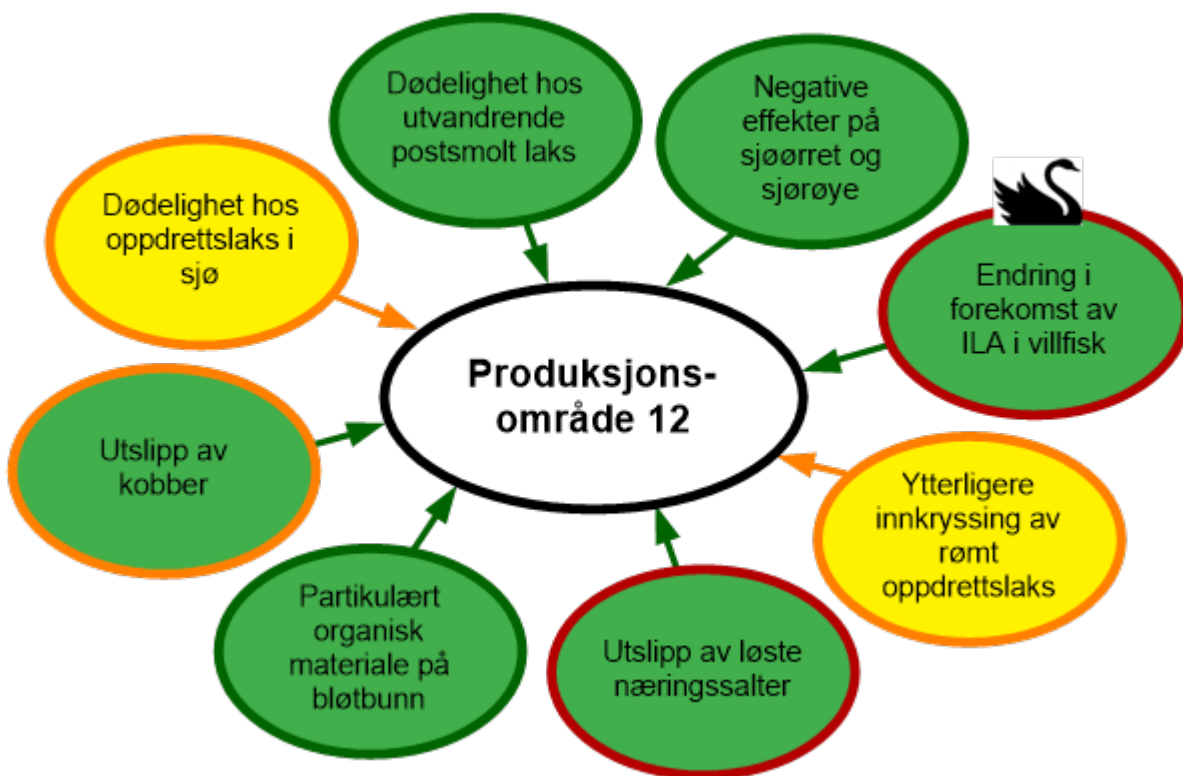 Dødelighet hos
utvandrende
postsmolt laks
Negative
effekter på
sjøørret og
sjørøye
Dødelighet hos
oppdrettslaks i
sjø
Endring i
forekomst av
ILA i villfisk
Produksjons-
område 12
Utslipp av
kobber
Ytterligere
innkryssing av
rømt
oppdrettslaks
Partikulært
organisk
materiale på
bløtbunn
Utslipp av løste
næringssalter